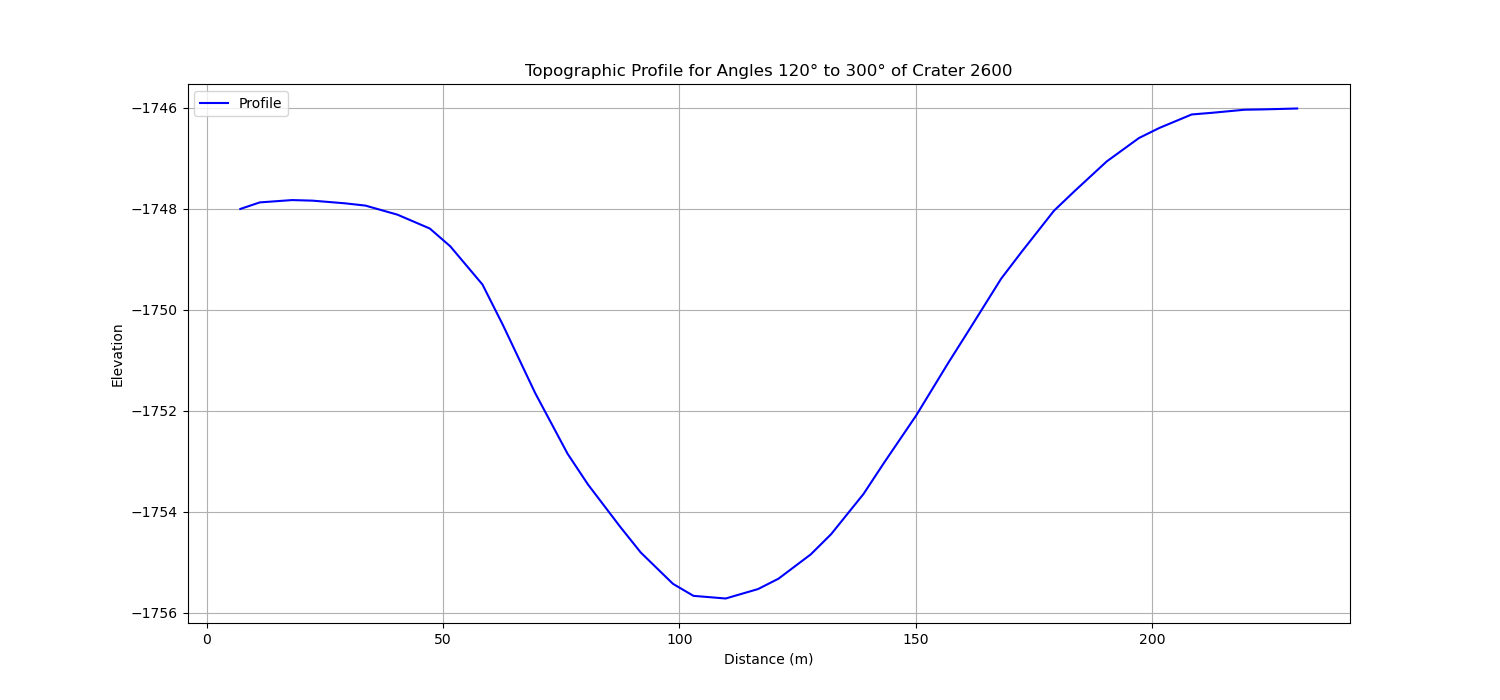 Topographic Profile for Angles 120° to 300° of Crater 2600
Profile
−1746
−1748
−1750
−1752
−1754
−1756
Elevation
0 50 100 150 200
Distance (m)